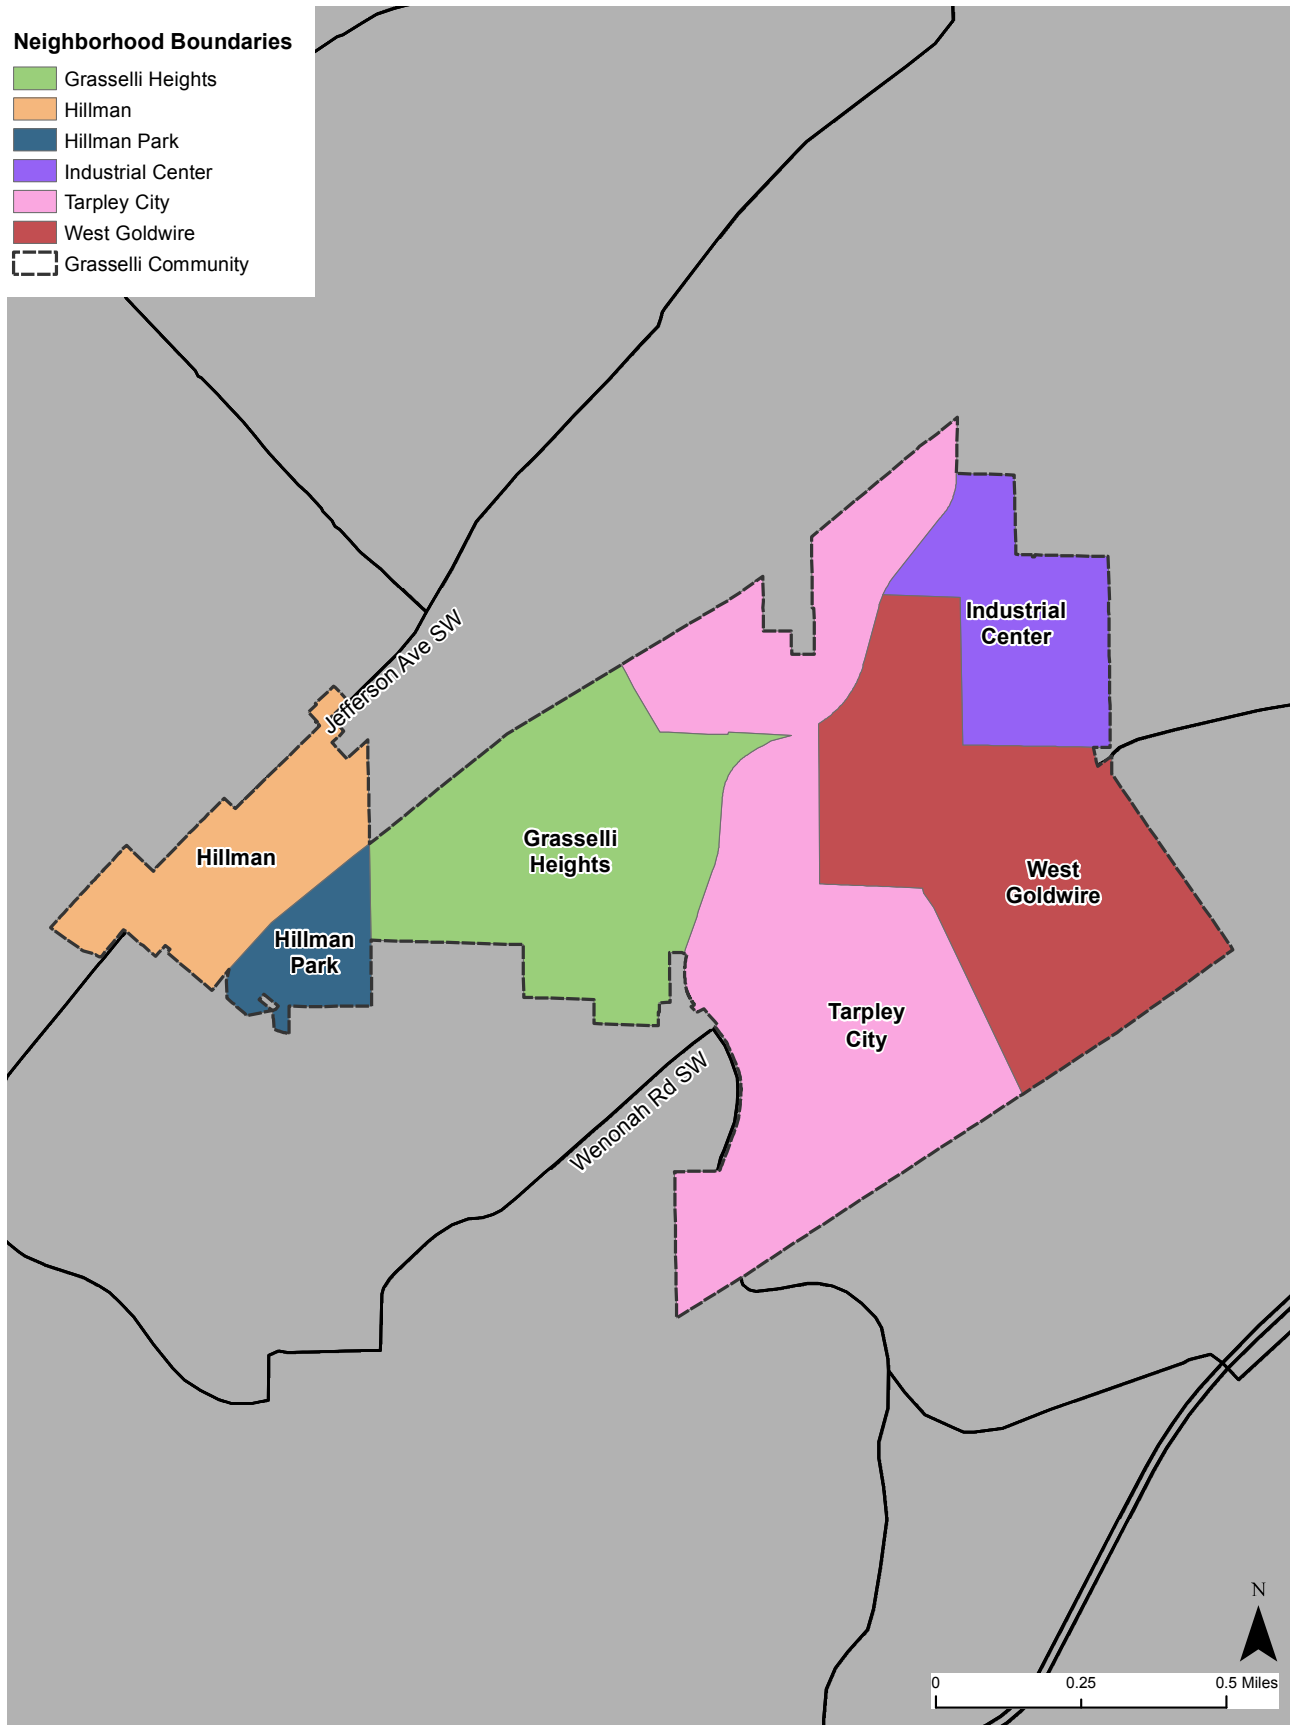 Neighborhood Boundaries
Grasselli Heights
Hillman
Hillman Park
Industrial Center
Tarpley City
West Goldwire
Grasselli Community
Jefferson Ave SW
Industrial
Center
Grasselli
Heights
Hillman
West
Goldwire
Hillman
Park
Tarpley
City
Wenonah Rd SW
N
0 0.25 0.5 Miles